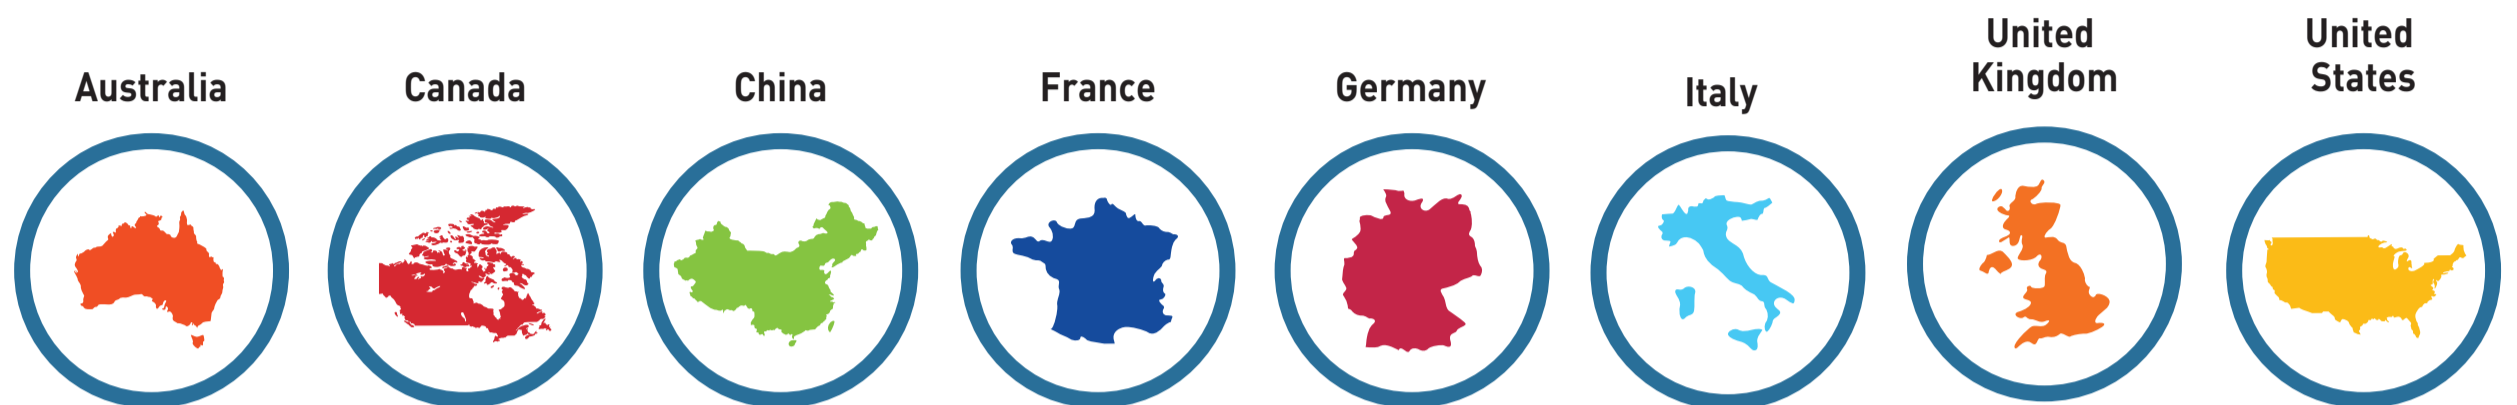 Australia
Canada
China
France
Germany
Italy
United
Kingdom
United
States